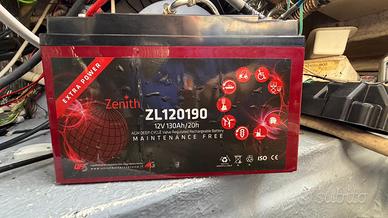 EXTRA POWER
Zenith
ZL120190
12V 130Ah/20h
AGM DEEP CYCLE Valve Regulated Rechargeable Battery
MAINTENANCE FREE
ISO CE
subito